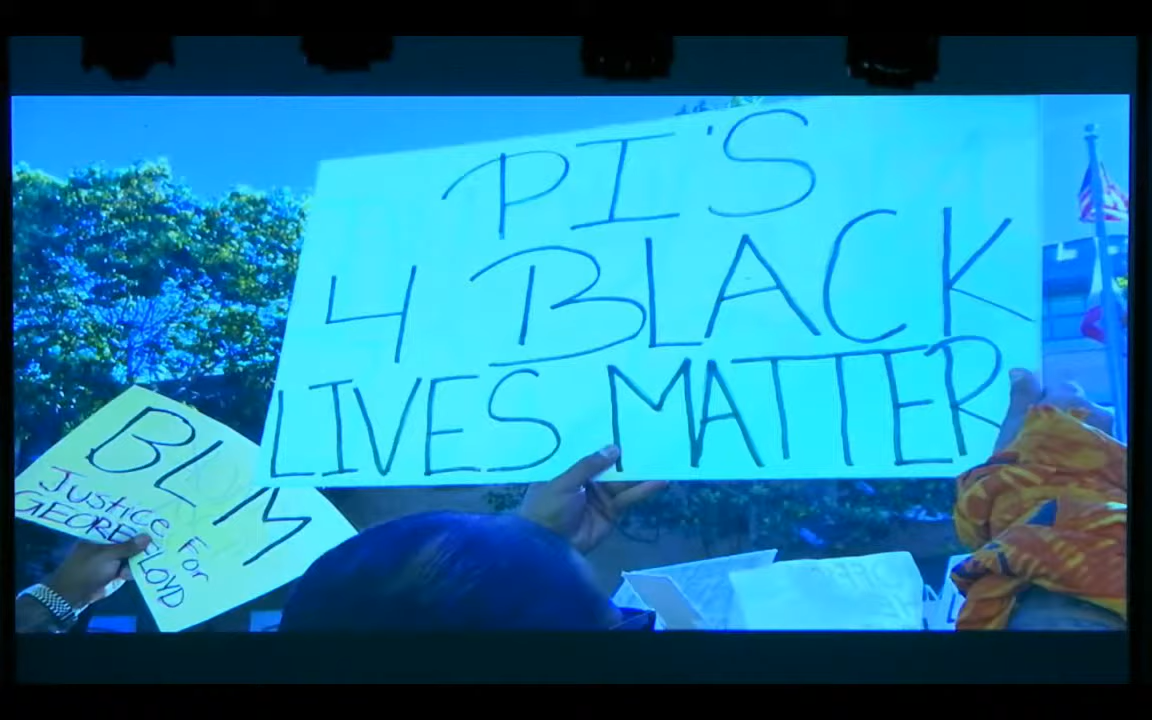 PI'S
4 BLACK
LIVES MATTER
BLM
Justice For
GEORGE FLOYD